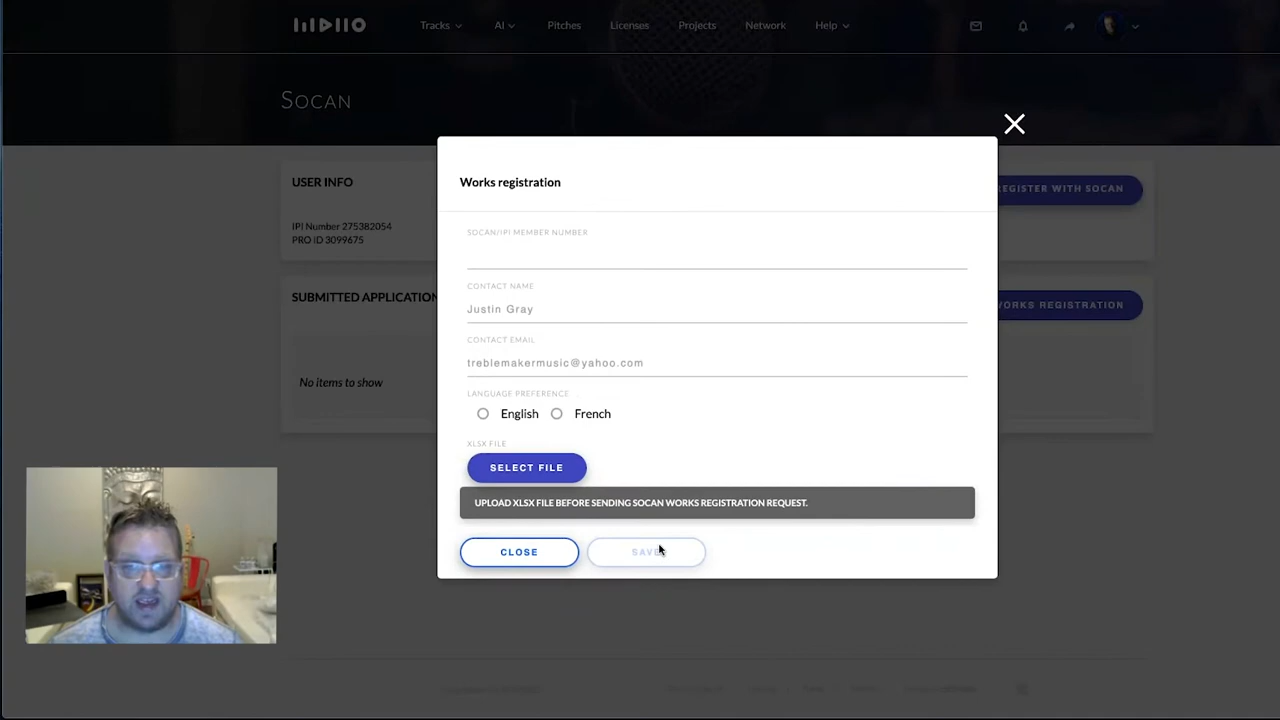 Tracks
AI
Pitches
Licenses
Projects
Network
Help
SOCAN
Works registration
USER INFO
REGISTER WITH SOCAN
IPI Number 275382054
PRO ID 3099675
SOCAN/IPI MEMBER NUMBER
CONTACT NAME
Justin Gray
SUBMITTED APPLICATION
WORKS REGISTRATION
CONTACT EMAIL
treblemakermusic@yahoo.com
No items to show
LANGUAGE PREFERENCE
English
French
XLSX FILE
SELECT FILE
UPLOAD XLSX FILE BEFORE SENDING SOCAN WORKS REGISTRATION REQUEST.
CLOSE
SAVE